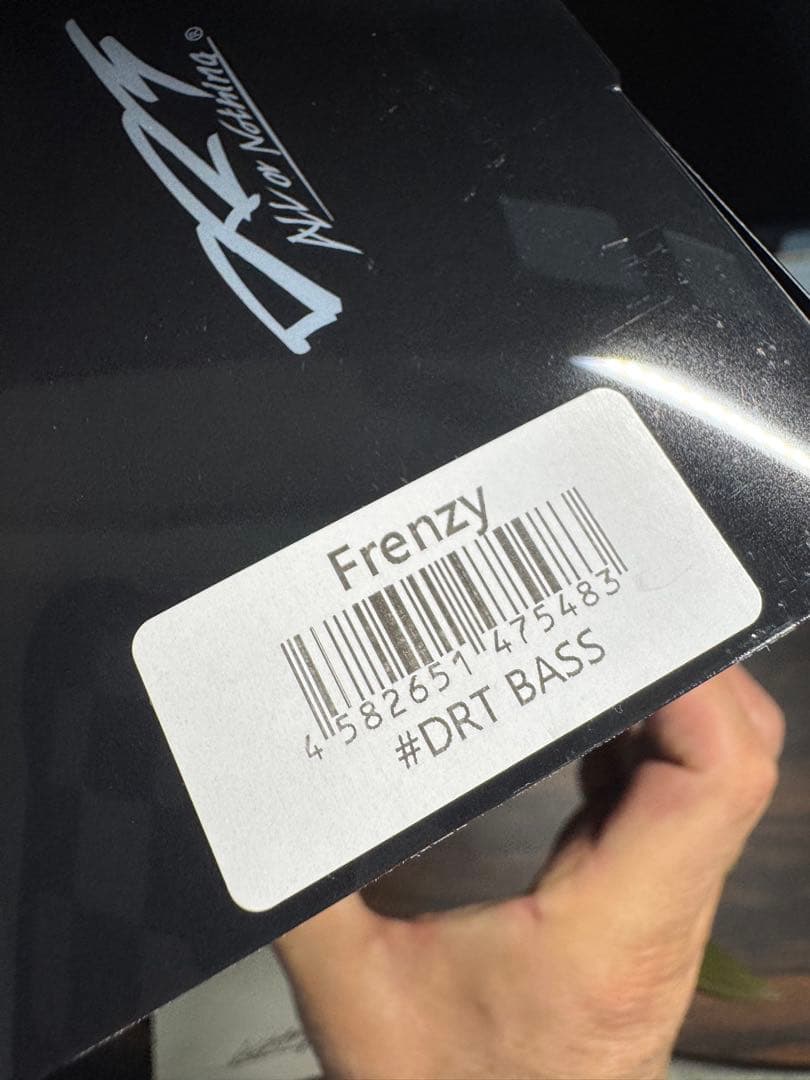 DRT®
ALL or Nothing
Frenzy
4 582651 475483
#DRT BASS